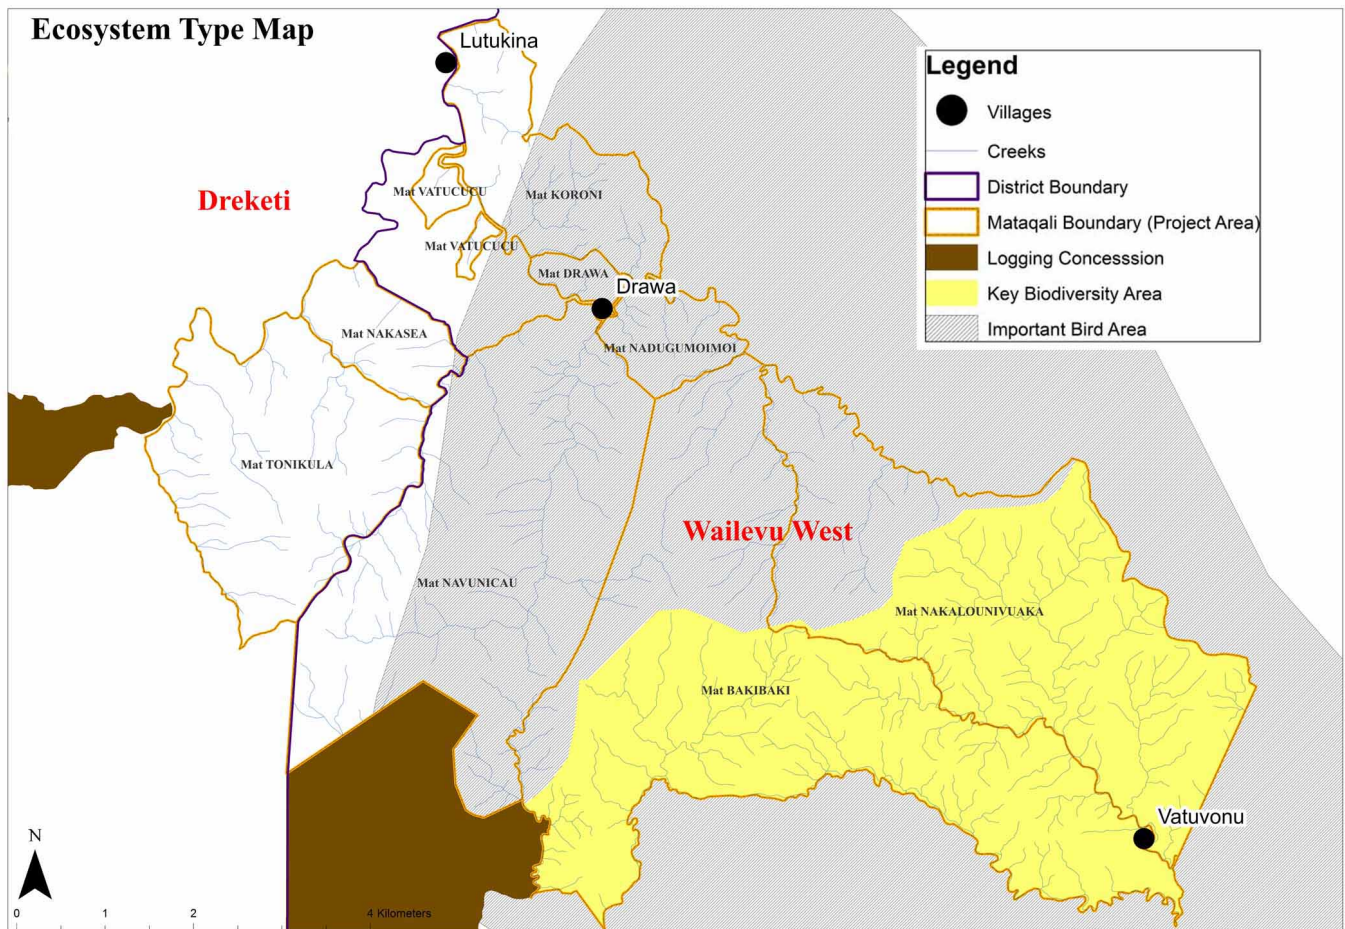 Ecosystem Type Map
Lutukina
Legend
Villages
Creeks
District Boundary
Mataqali Boundary (Project Area)
Logging Concesssion
Key Biodiversity Area
Important Bird Area
Dreketi
Mat VATUCUCU
Mat KORONI
Mat VATUCUCU
Mat DRAWA
Drawa
Mat NAKASEA
Mat NADUGUMOIMOI
Mat TONIKULA
Wailevu West
Mat NAVUNICAU
Mat NAKALOUNIVUAKA
Mat BAKIBAKI
Vatuvonu
N
0 1 2 4 Kilometers